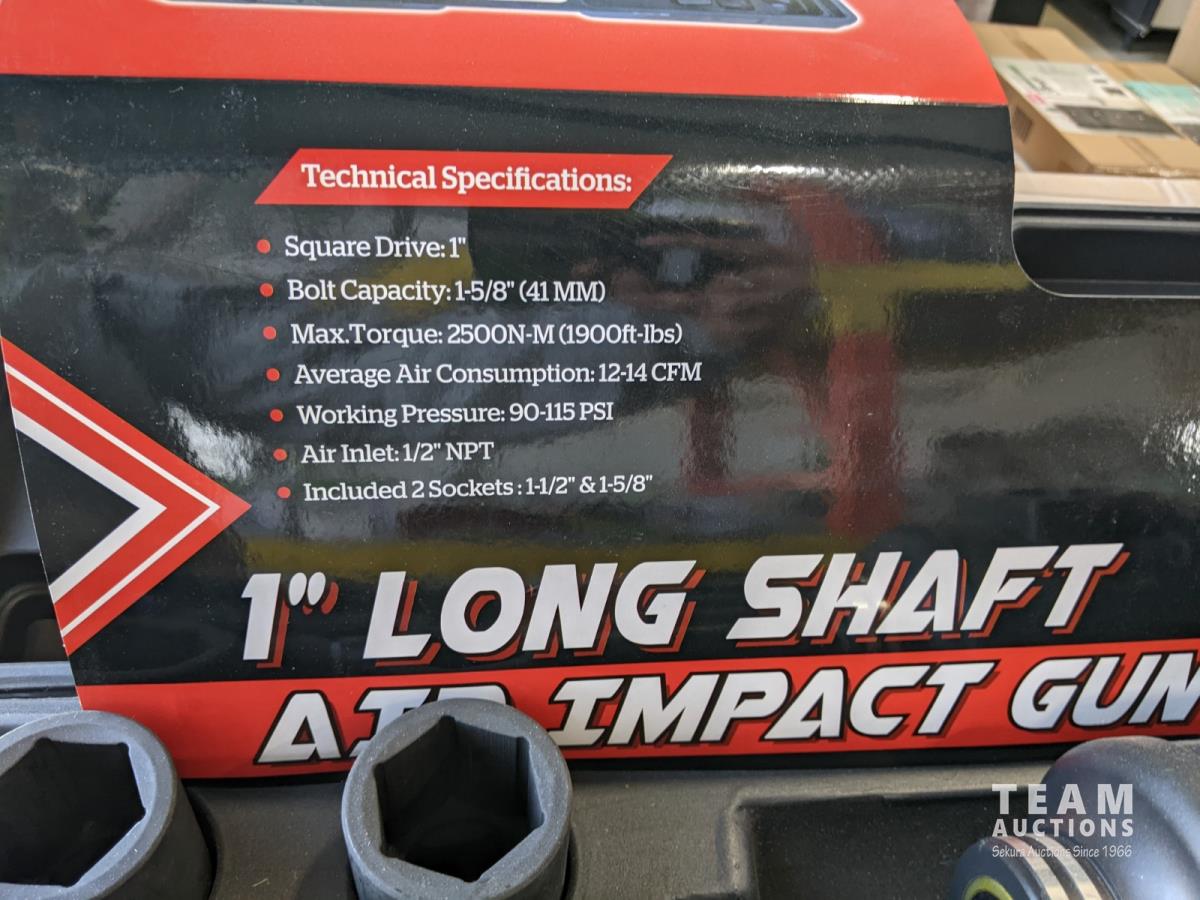 Technical Specifications:
Square Drive: 1"
Bolt Capacity: 1-5/8" (41 MM)
Max.Torque: 2500N-M (1900ft-lbs)
Average Air Consumption: 12-14 CFM
Working Pressure: 90-115 PSI
Air Inlet: 1/2" NPT
Included 2 Sockets : 1-1/2" & 1-5/8"
1" LONG SHAFT
AIR IMPACT GUN
TEAM
AUCTIONS
Sekura Auctions Since 1966